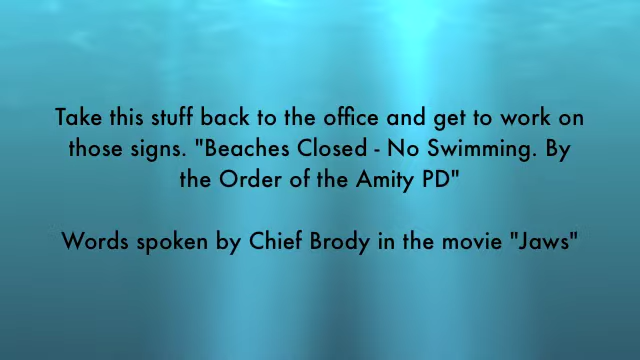 Take this stuff back to the office and get to work on
those signs. "Beaches Closed - No Swimming. By
the Order of the Amity PD"
Words spoken by Chief Brody in the movie "Jaws"